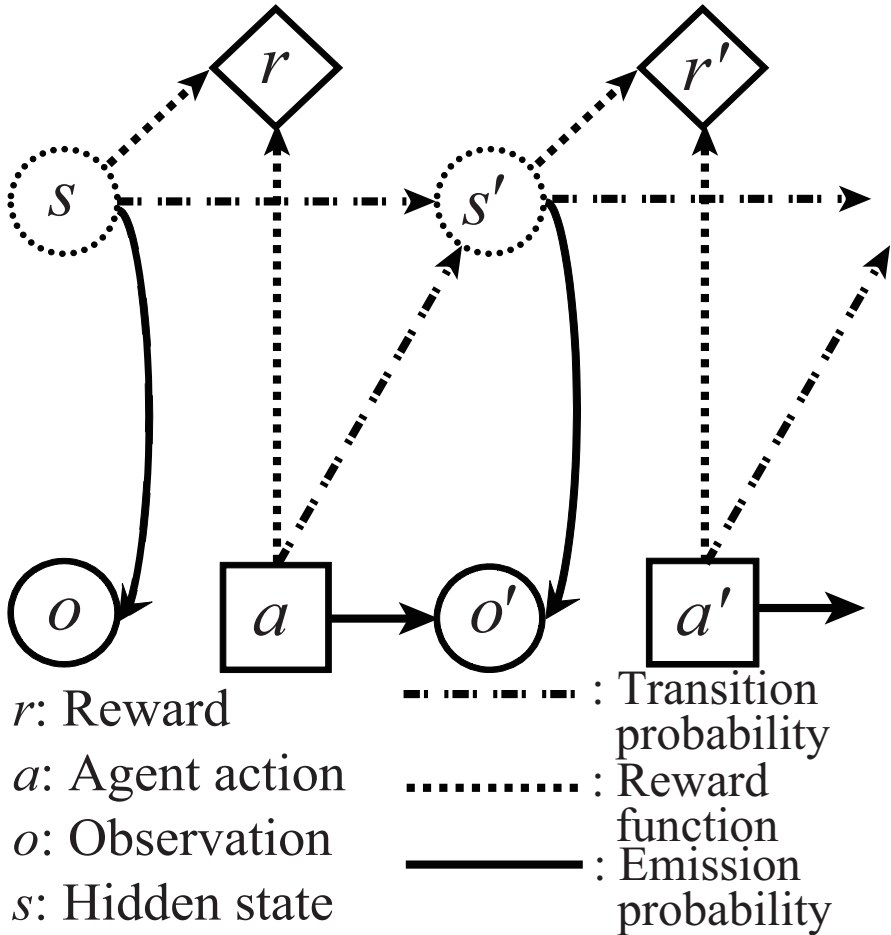 r
r′
s
s′
o
a
o′
a′
r: Reward
a: Agent action
o: Observation
s: Hidden state
: Transition
probability
: Reward
function
: Emission
probability